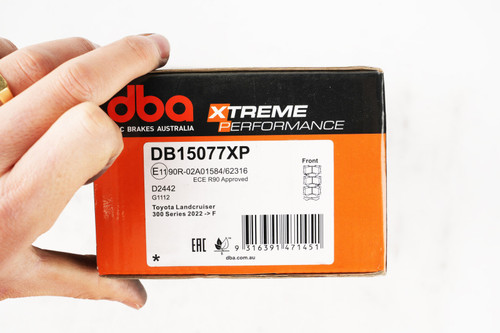 dba
C BRAKES AUSTRALIA
XTREME
PERFORMANCE
DB15077XP
E11 90R-02A01584/62316
ECE R90 Approved
Front
D2442
G1112
Toyota Landcruiser
300 Series 2022 -> F
EAC
9 316391 471451
*
dba.com.au